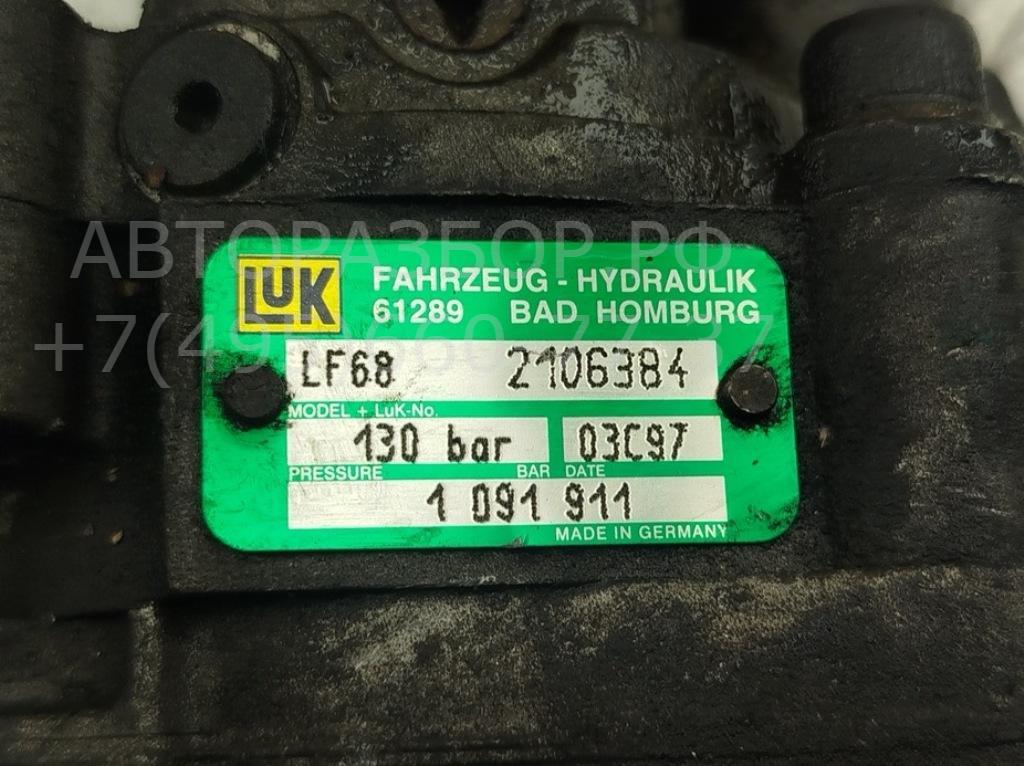 АВТОРАЗБОР.РФ
LUK FAHRZEUG - HYDRAULIK
61289 BAD HOMBURG
LF68 2106384
MODEL + LuK-No.
130 bar 03C97
PRESSURE BAR DATE
1 091 911
MADE IN GERMANY